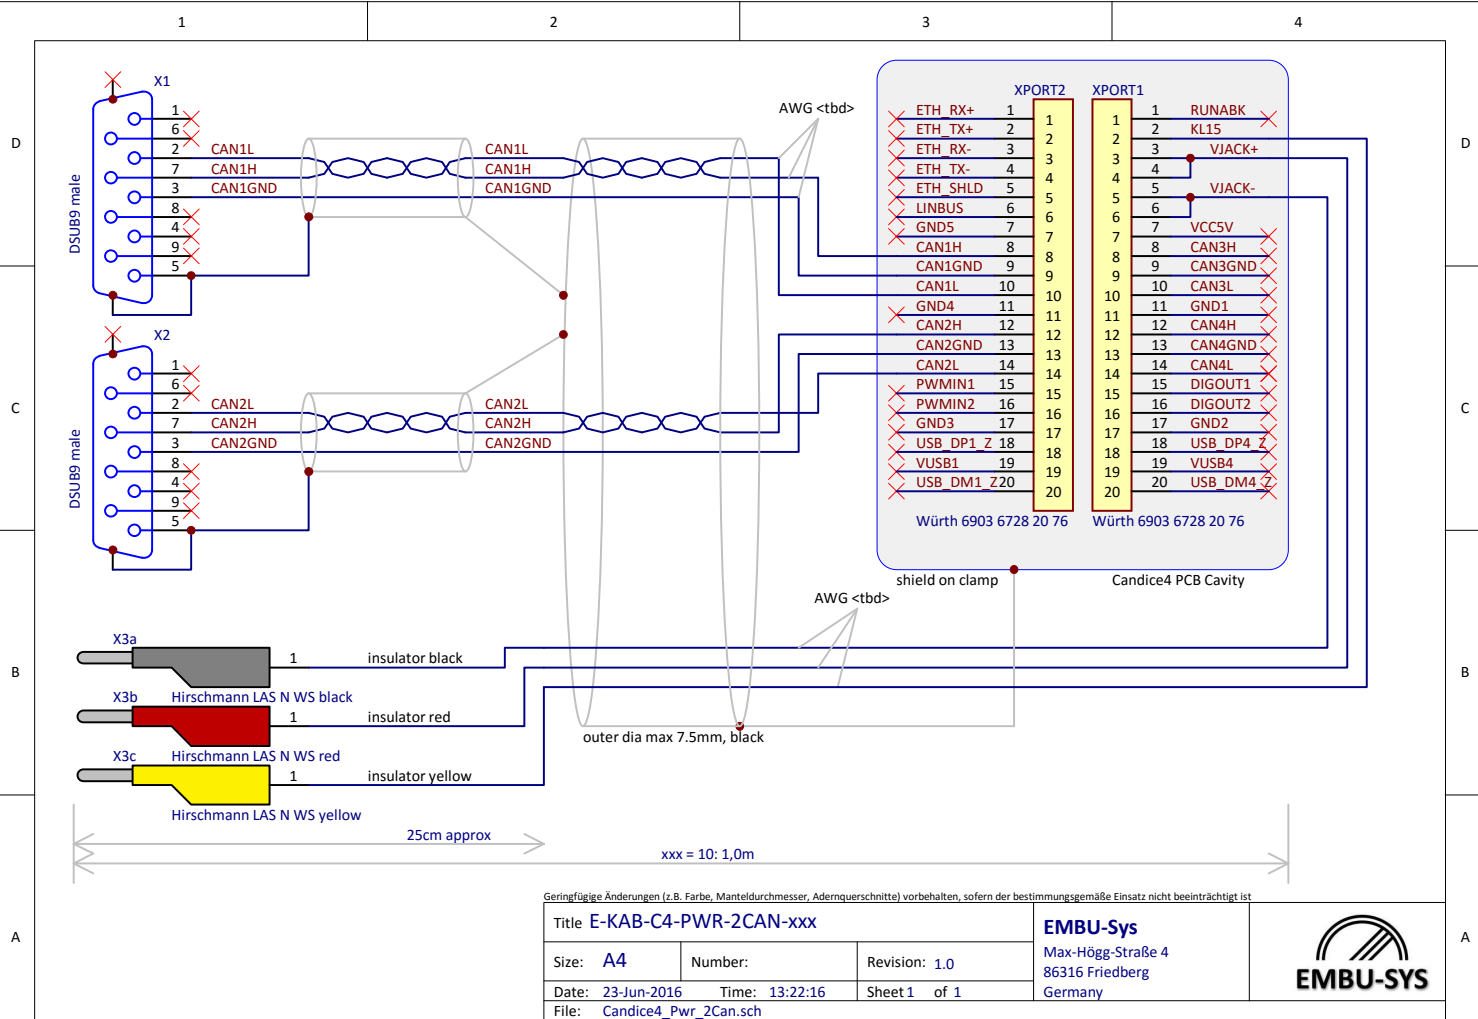 1 2 3 4
D D
C C
B B
A A
X1
DSUB9 male
1
6
2 CAN1L CAN1L
7 CAN1H CAN1H
3 CAN1GND CAN1GND
8
4
9
5
X2
DSUB9 male
1
6
2 CAN2L CAN2L
7 CAN2H CAN2H
3 CAN2GND CAN2GND
8
4
9
5
AWG <tbd>
XPORT2
ETH_RX+ 1 1
ETH_TX+ 2 2
ETH_RX- 3 3
ETH_TX- 4 4
ETH_SHLD 5 5
LINBUS 6 6
GND5 7 7
CAN1H 8 8
CAN1GND 9 9
CAN1L 10 10
GND4 11 11
CAN2H 12 12
CAN2GND 13 13
CAN2L 14 14
PWMIN1 15 15
PWMIN2 16 16
GND3 17 17
USB_DP1_Z 18 18
VUSB1 19 19
USB_DM1_Z 20 20
Würth 6903 6728 20 76
XPORT1
1 1 RUNABK
2 2 KL15
3 3 VJACK+
4 4
5 5 VJACK-
6 6
7 7 VCC5V
8 8 CAN3H
9 9 CAN3GND
10 10 CAN3L
11 11 GND1
12 12 CAN4H
13 13 CAN4GND
14 14 CAN4L
15 15 DIGOUT1
16 16 DIGOUT2
17 17 GND2
18 18 USB_DP4_Z
19 19 VUSB4
20 20 USB_DM4_Z
Würth 6903 6728 20 76
shield on clamp
Candice4 PCB Cavity
AWG <tbd>
X3a
1 insulator black
Hirschmann LAS N WS black
X3b
1 insulator red
Hirschmann LAS N WS red
X3c
1 insulator yellow
Hirschmann LAS N WS yellow
outer dia max 7.5mm, black
25cm approx
xxx = 10: 1,0m
Geringfügige Änderungen (z.B. Farbe, Manteldurchmesser, Adernquerschnitte) vorbehalten, sofern der bestimmungsgemäße Einsatz nicht beeinträchtigt ist
Title E-KAB-C4-PWR-2CAN-xxx
Size: A4 Number: Revision: 1.0
Date: 23-Jun-2016 Time: 13:22:16 Sheet 1 of 1
File: Candice4_Pwr_2Can.sch
EMBU-Sys
Max-Högg-Straße 4
86316 Friedberg
Germany
EMBU-SYS